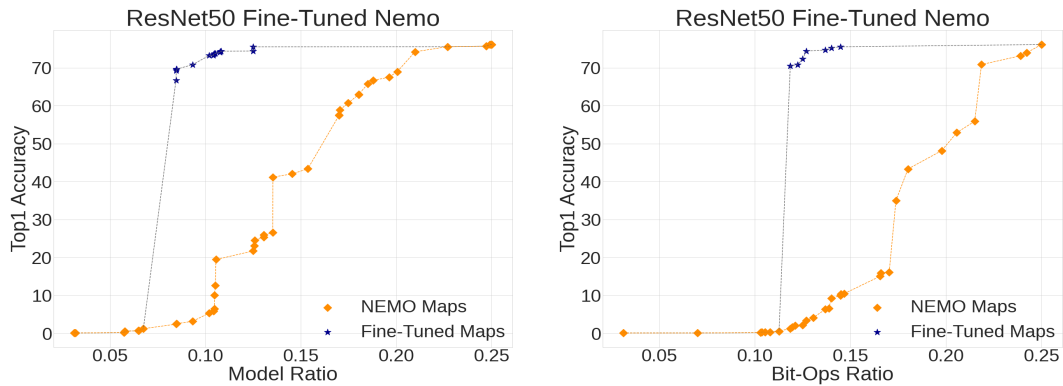 ResNet50 Fine-Tuned Nemo
Top1 Accuracy
70
60
50
40
30
20
10
0
NEMO Maps
Fine-Tuned Maps
0.05 0.10 0.15 0.20 0.25
Model Ratio
ResNet50 Fine-Tuned Nemo
Top1 Accuracy
70
60
50
40
30
20
10
0
NEMO Maps
Fine-Tuned Maps
0.05 0.10 0.15 0.20 0.25
Bit-Ops Ratio